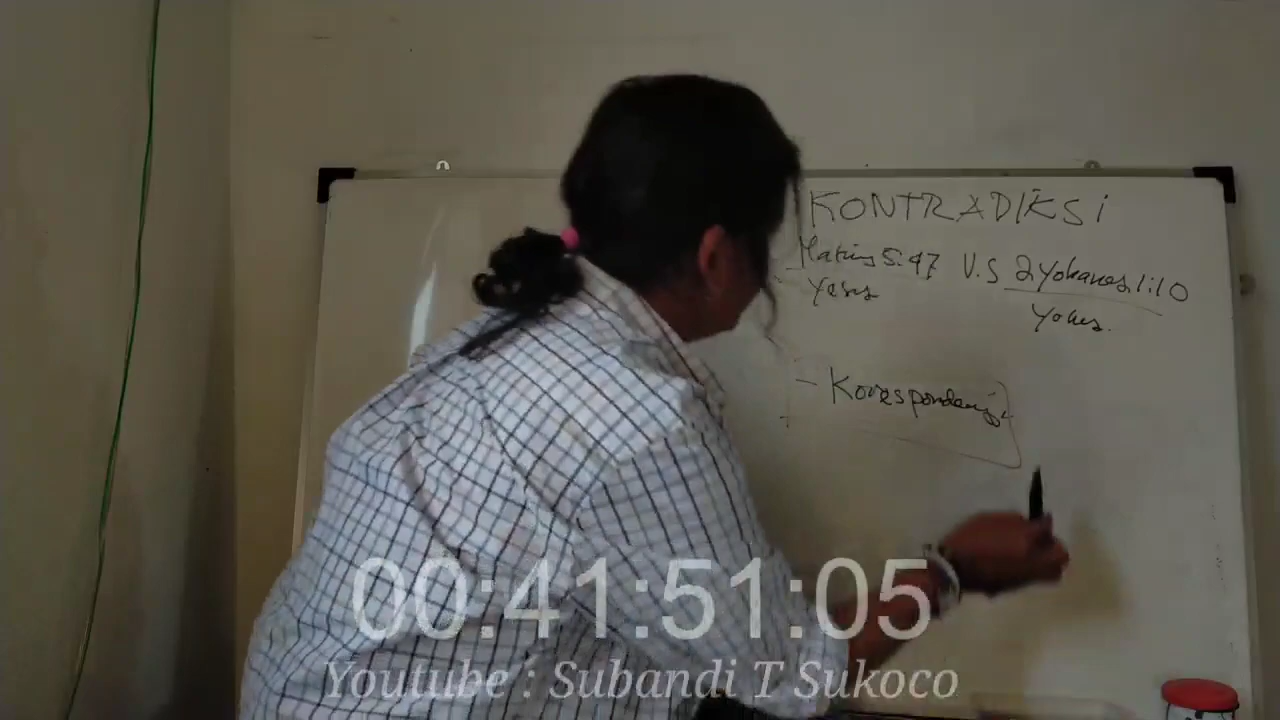 KONTRADIKSI
Matius 5:47 V.S 2 Yohanes 1:10
Yesus
Yohes.
- Korespondensi
00:41:51:05
Youtube : Subandi T Sukoco